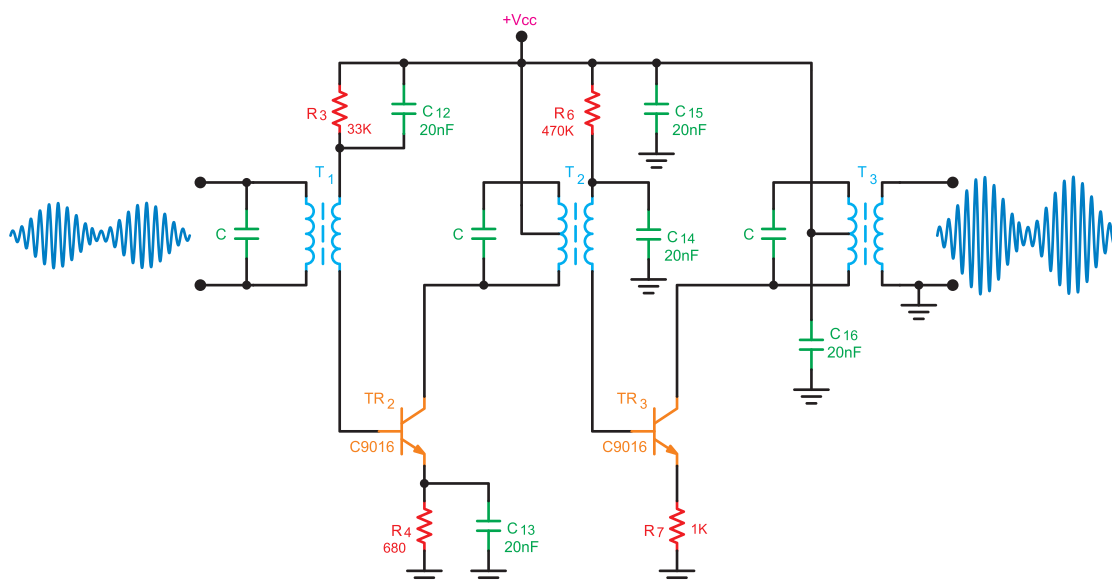 +Vcc
R3
33K
C12
20nF
R6
470K
C15
20nF
T1
T2
T3
C
C
C14
20nF
C
C16
20nF
TR2
C9016
TR3
C9016
R4
680
C13
20nF
R7
1K